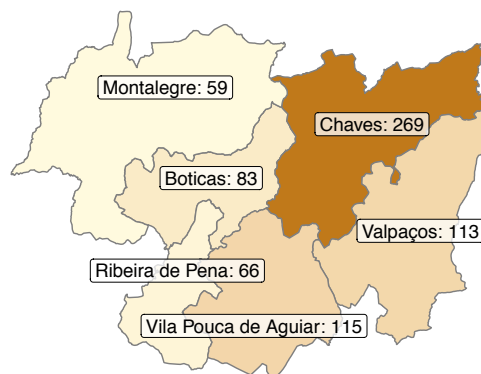 Montalegre: 59
Chaves: 269
Boticas: 83
Valpaços: 113
Ribeira de Pena: 66
Vila Pouca de Aguiar: 115